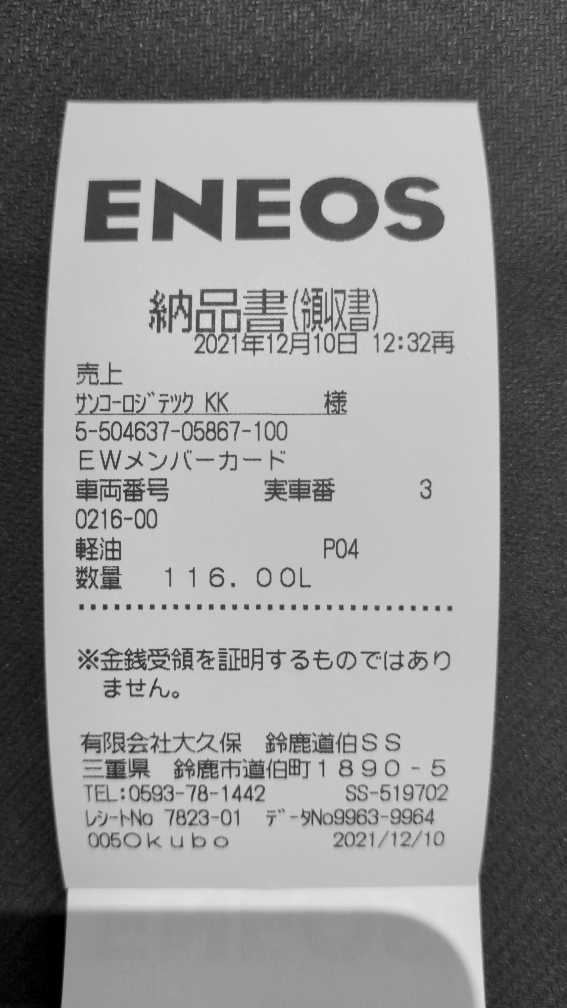 ENEOS
納品書(領収書)
2021年12月10日 12:32再
売上
ｻﾝｺｰﾛｼﾞﾃﾂｸ KK 様
5-504637-05867-100
ＥＷメンバーカード
車両番号 実車番 3
0216-00
軽油 P04
数量 １１６．００L
※金銭受領を証明するものではあり
ません。
有限会社大久保 鈴鹿道伯ＳＳ
三重県 鈴鹿市道伯町１８９０－５
TEL:0593-78-1442 SS-519702
ﾚｼｰﾄNo 7823-01 ﾃﾞｰﾀNo9963-9964
005Ｏｋｕｂｏ 2021/12/10